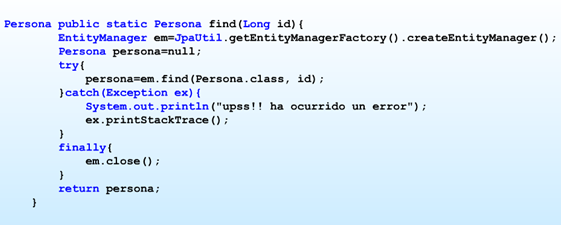 Persona public static Persona find(Long id){
EntityManager em=JpaUtil.getEntityManagerFactory().createEntityManager();
Persona persona=null;
try{
persona=em.find(Persona.class, id);
}catch(Exception ex){
System.out.println("upss!! ha ocurrido un error");
ex.printStackTrace();
}
finally{
em.close();
}
return persona;
}